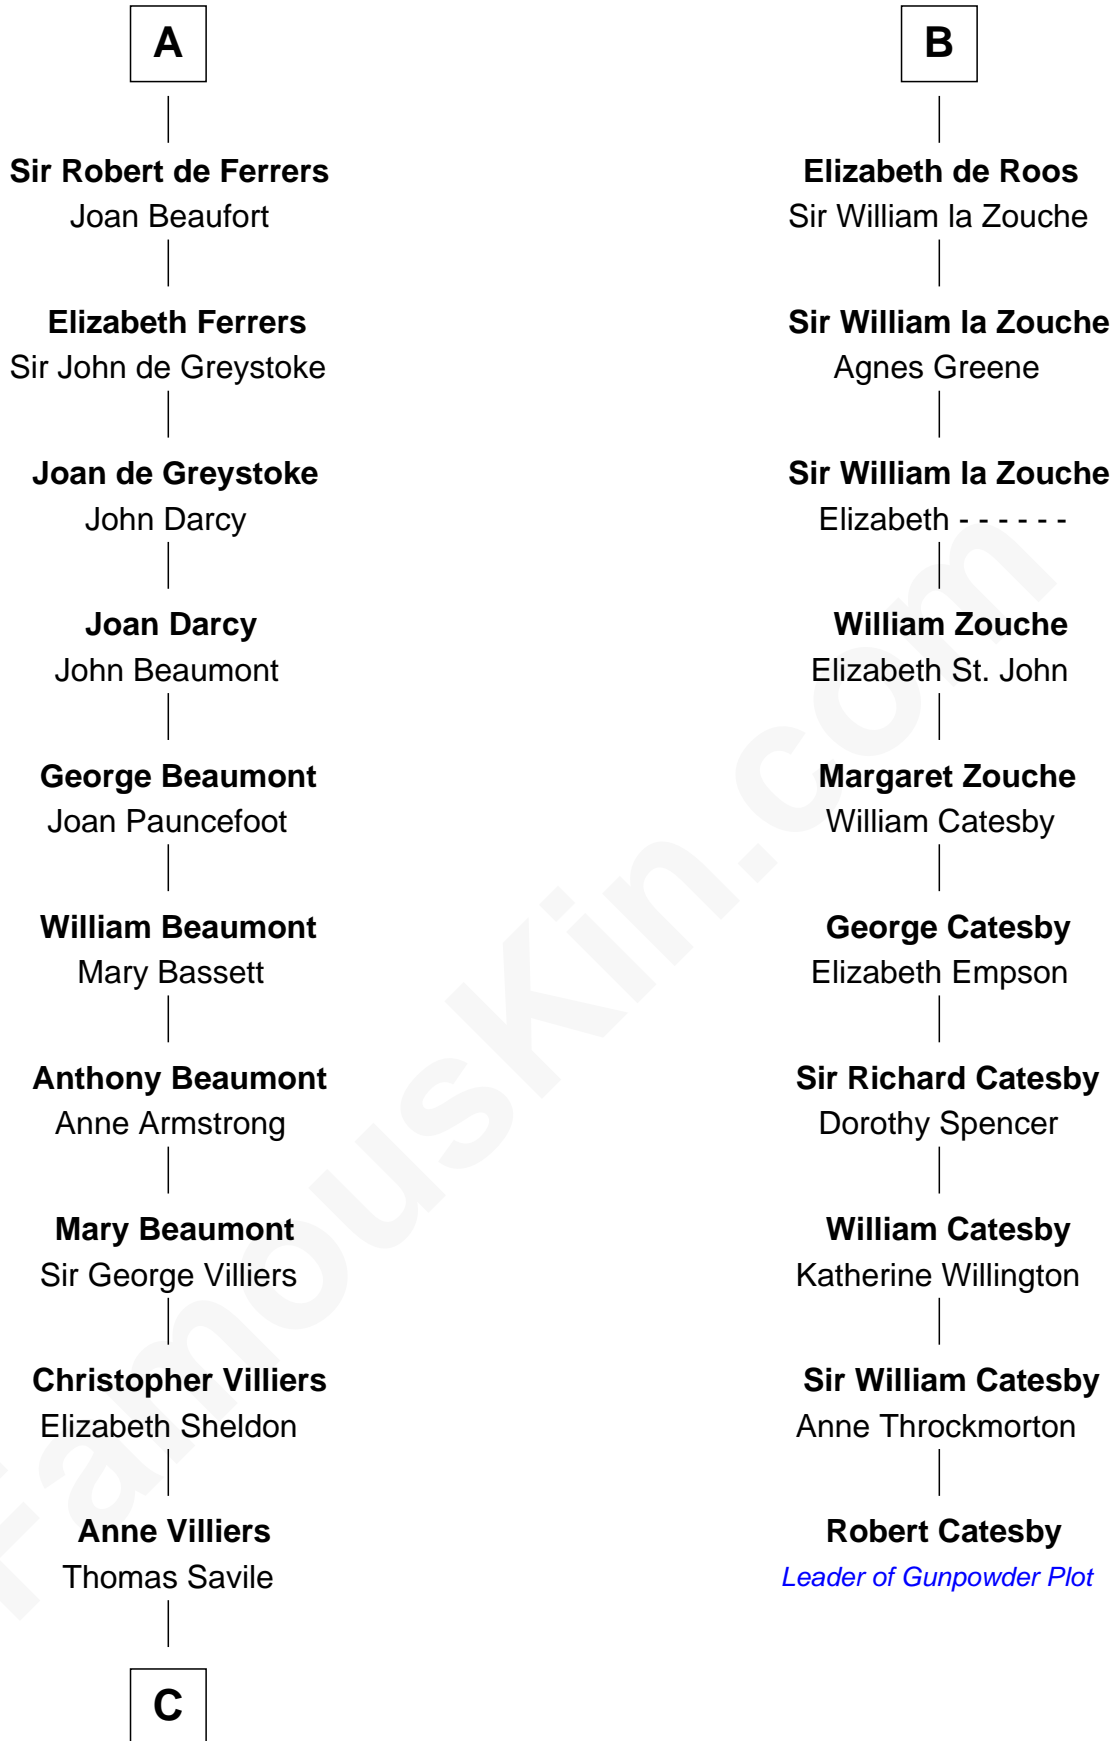 A
Sir Robert de Ferrers
Joan Beaufort
Elizabeth Ferrers
Sir John de Greystoke
Joan de Greystoke
John Darcy
Joan Darcy
John Beaumont
George Beaumont
Joan Pauncefoot
William Beaumont
Mary Bassett
Anthony Beaumont
Anne Armstrong
Mary Beaumont
Sir George Villiers
Christopher Villiers
Elizabeth Sheldon
Anne Villiers
Thomas Savile
C
B
Elizabeth de Roos
Sir William la Zouche
Sir William la Zouche
Agnes Greene
Sir William la Zouche
Elizabeth - - - - - -
William Zouche
Elizabeth St. John
Margaret Zouche
William Catesby
George Catesby
Elizabeth Empson
Sir Richard Catesby
Dorothy Spencer
William Catesby
Katherine Willington
Sir William Catesby
Anne Throckmorton
Robert Catesby
Leader of Gunpowder Plot
FamousKin.com